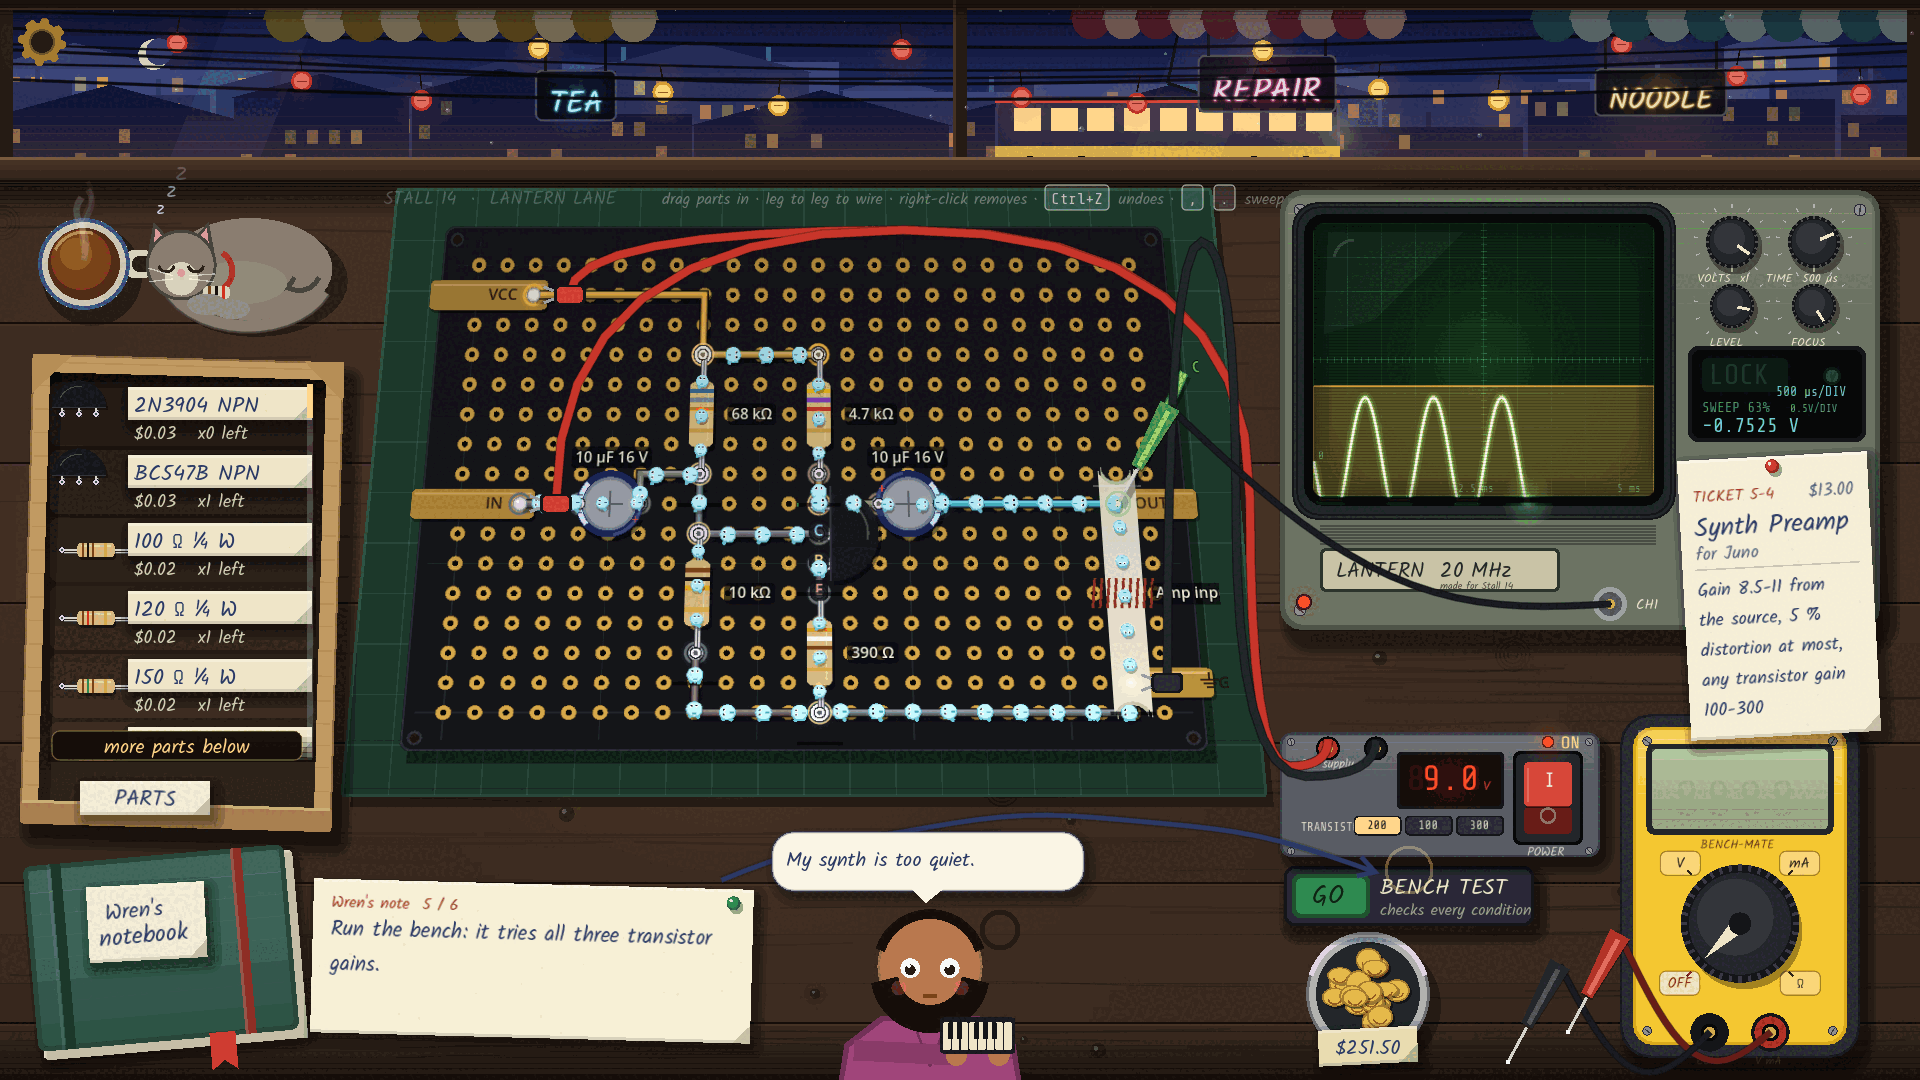 TEA
REPAIR
NOODLE
STALL 14 · LANTERN LANE
drag parts in · leg to leg to wire · right-click removes · Ctrl+Z undoes · , . sweep
z
z
z
VCC
IN
OUT
68 kΩ
4.7 kΩ
10 µF 16 V
10 µF 16 V
10 kΩ
390 Ω
C
B
E
C
Amp inp
G
2N3904 NPN
$0.03 x0 left
BC547B NPN
$0.03 x1 left
100 Ω ¼ W
$0.02 x1 left
120 Ω ¼ W
$0.02 x1 left
150 Ω ¼ W
$0.02 x1 left
more parts below
PARTS
VOLTS x1
TIME 500 µs
LEVEL
FOCUS
LOCK
500 µs/DIV
SWEEP 63% 0.5V/DIV
-0.7525 V
0
5 ms
LANTERN 20 MHz
made for Stall 14
CH1
TICKET 5-4 $13.00
Synth Preamp
for Juno
Gain 8.5-11 from
the source, 5 %
distortion at most,
any transistor gain
100-300
supply
9.0 V
ON
I
TRANSIST
200
100
300
POWER
GO
BENCH TEST
checks every condition
BENCH-MATE
V
mA
OFF
Ω
$251.50
My synth is too quiet.
Wren's
notebook
Wren's note 5 / 6
Run the bench: it tries all three transistor
gains.